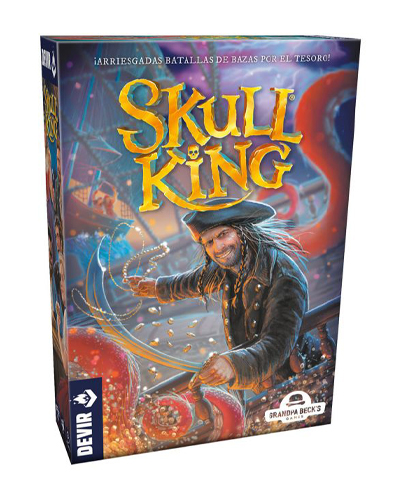 ¡ARRIESGADAS BATALLAS DE BAZAS POR EL TESORO!
SKULL
KING
DEVIR
GRANDPA BECK'S
GAMES